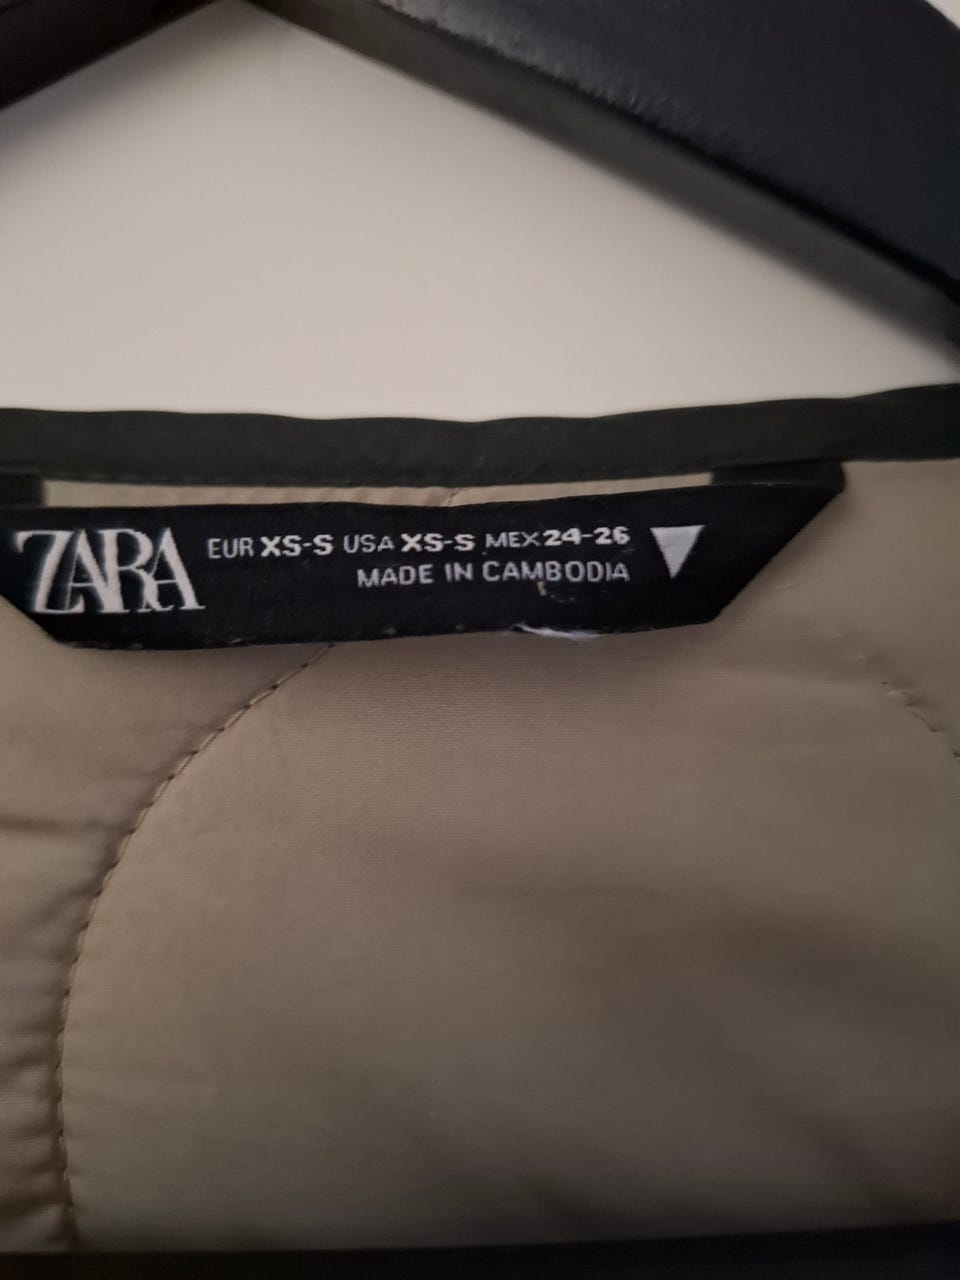 ZARA
EUR XS-S USA XS-S MEX 24-26
MADE IN CAMBODIA